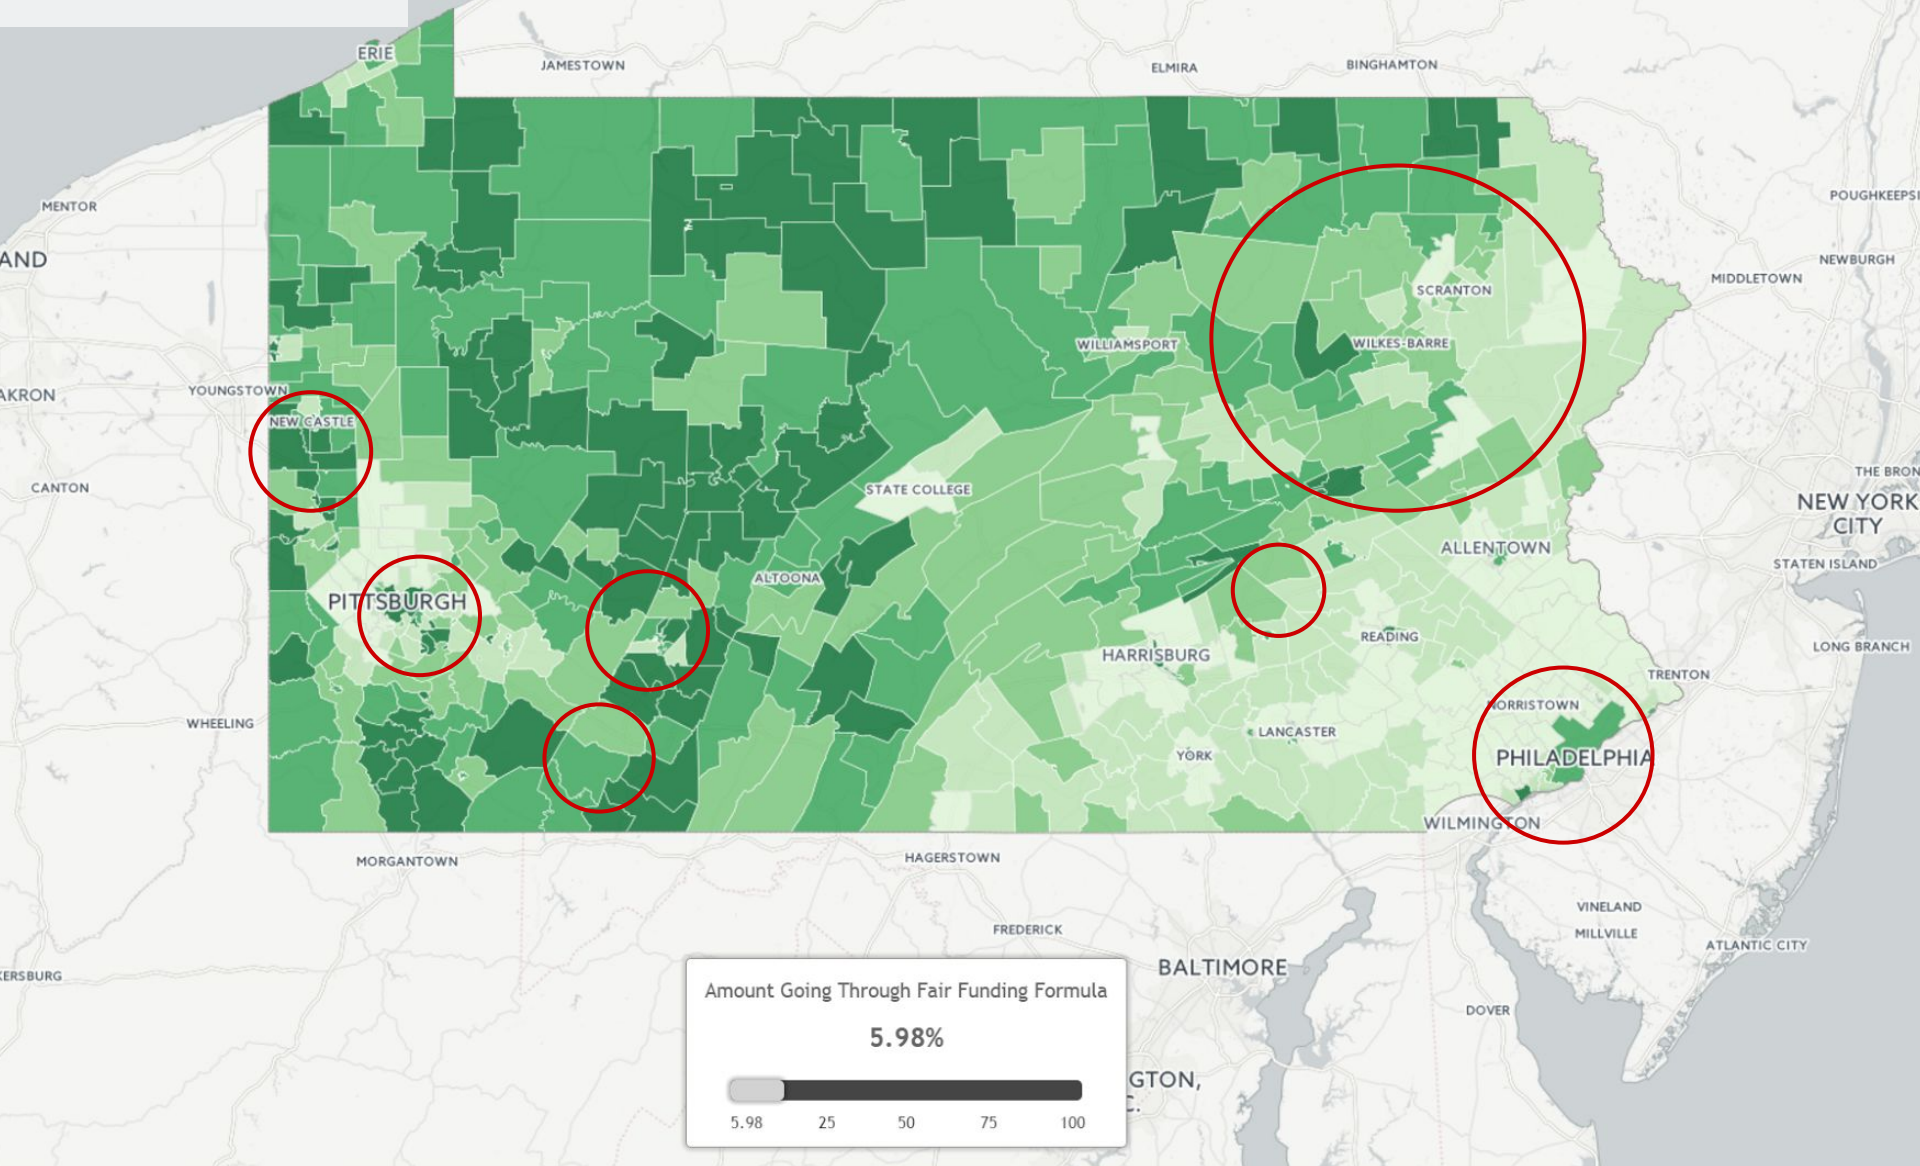 ERIE
JAMESTOWN
ELMIRA
BINGHAMTON
MENTOR
POUGHKEEPSI
AND
NEWBURGH
MIDDLETOWN
SCRANTON
WILLIAMSPORT
WILKES-BARRE
YOUNGSTOWN
AKRON
NEW CASTLE
THE BRON
CANTON
STATE COLLEGE
NEW YORK
CITY
ALLENTOWN
STATEN ISLAND
ALTOONA
PITTSBURGH
READING
LONG BRANCH
HARRISBURG
TRENTON
NORRISTOWN
WHEELING
LANCASTER
YORK
PHILADELPHIA
WILMINGTON
MORGANTOWN
HAGERSTOWN
VINELAND
FREDERICK
MILLVILLE
ATLANTIC CITY
BALTIMORE
KERSBURG
DOVER
GTON,
C.
Amount Going Through Fair Funding Formula
5.98%
5.98 25 50 75 100